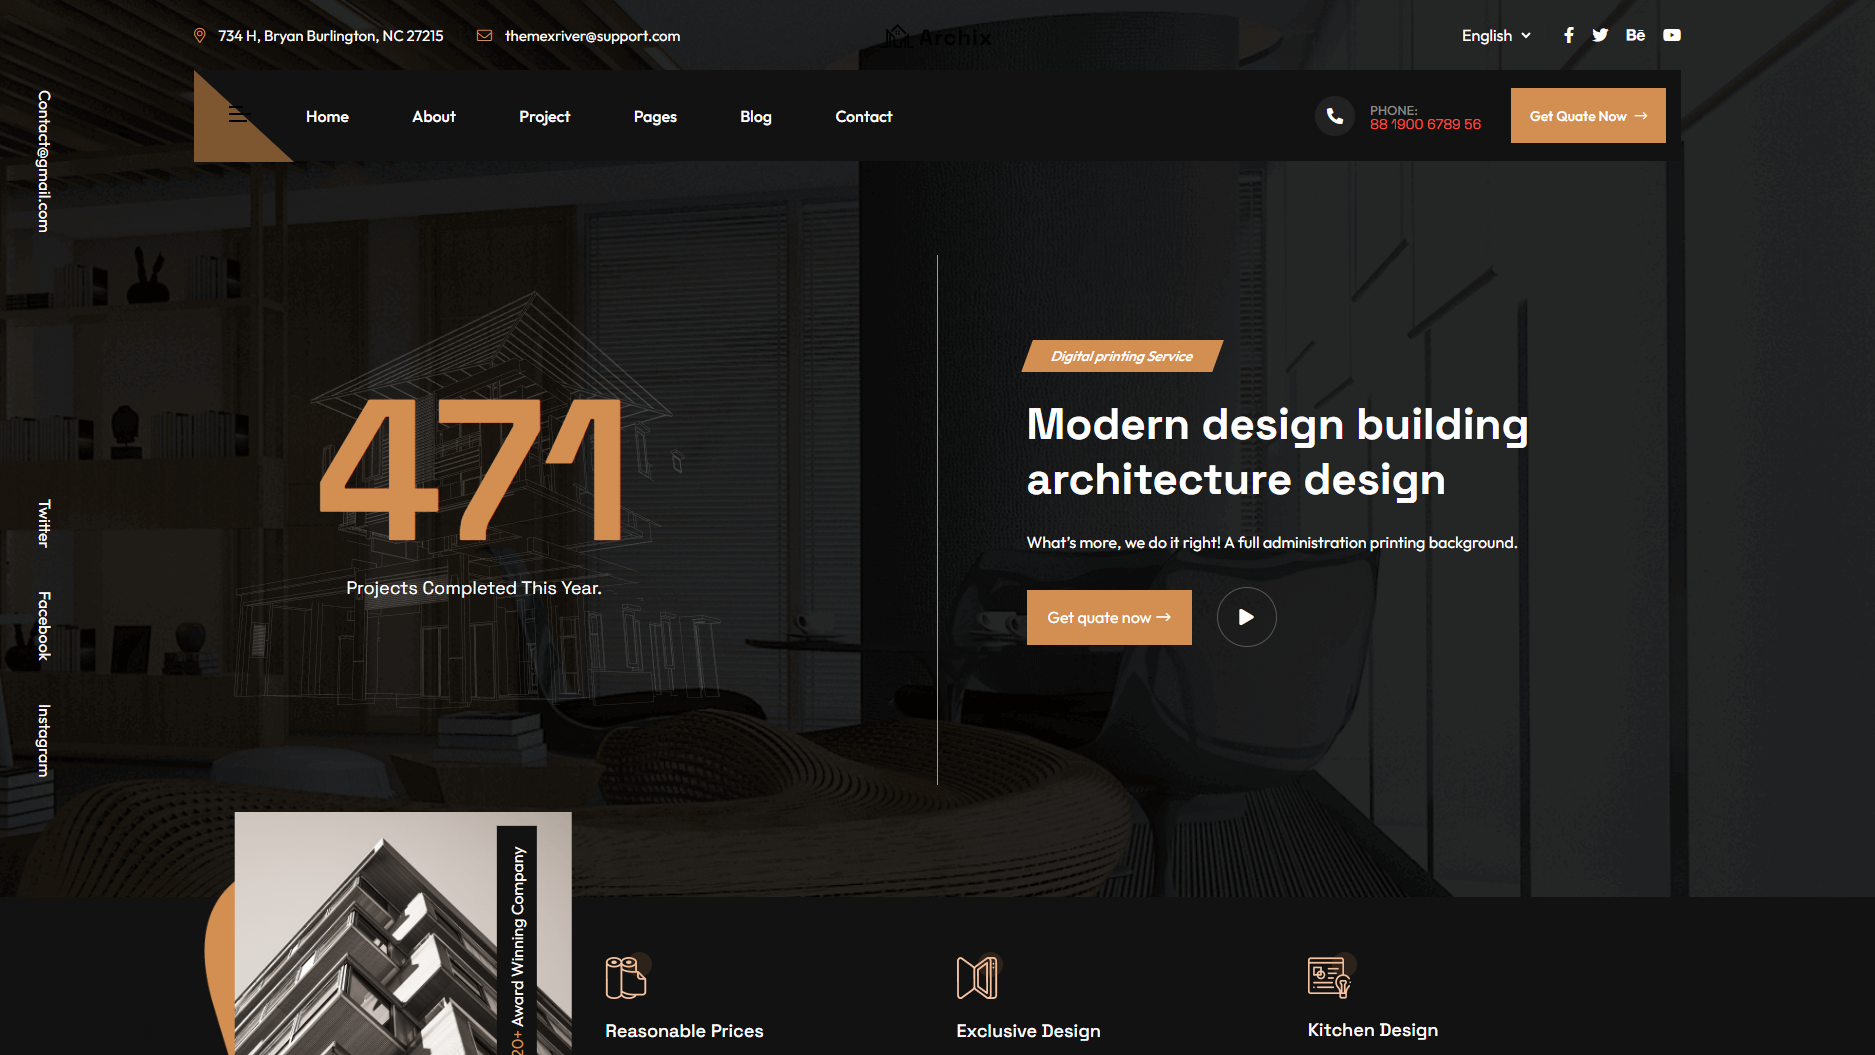 734 H, Bryan Burlington, NC 27215
themexriver@support.com
Archix
English
Bē
Contact@gmail.com
Home
About
Project
Pages
Blog
Contact
PHONE:
88 1900 6789 56
Get Quate Now →
Digital printing Service
Modern design building
architecture design
What's more, we do it right! A full administration printing background.
Get quate now →
471
Projects Completed This Year.
Twitter
Facebook
Instagram
20+ Award Winning Company
Reasonable Prices
Exclusive Design
Kitchen Design